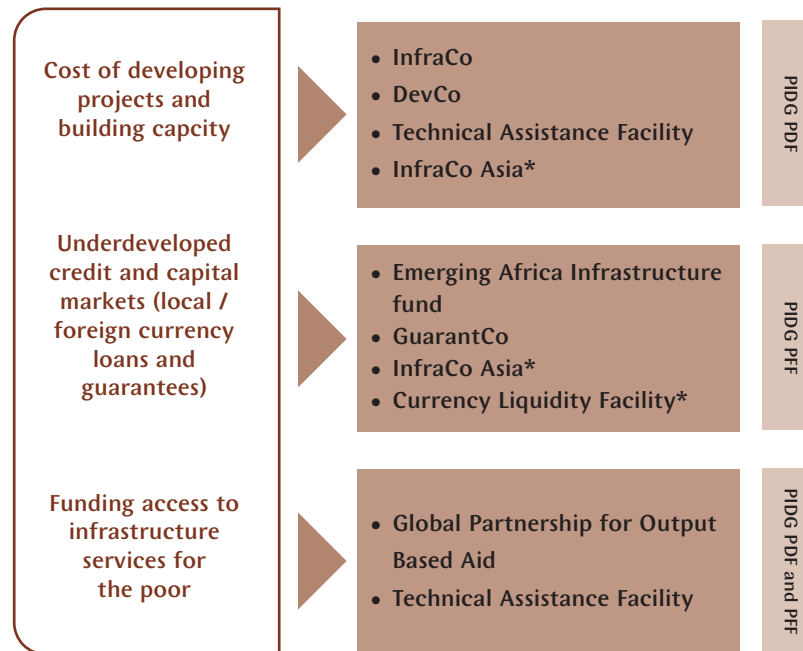 Cost of developing
projects and
building capcity
• InfraCo
• DevCo
• Technical Assistance Facility
• InfraCo Asia*
PIDG PDF
Underdeveloped
credit and capital
markets (local /
foreign currency
loans and
guarantees)
• Emerging Africa Infrastructure
fund
• GuarantCo
• InfraCo Asia*
• Currency Liquidity Facility*
PIDG PFF
Funding access to
infrastructure
services for
the poor
• Global Partnership for Output
Based Aid
• Technical Assistance Facility
PIDG PDF and PFF